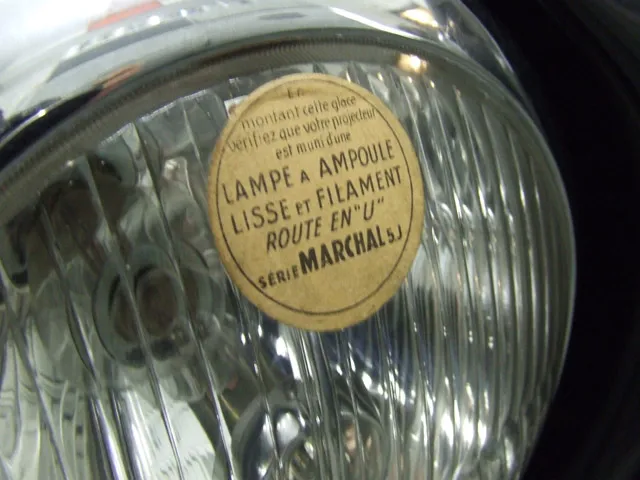 En
montant cette glace
vérifiez que votre projecteur
est muni d'une
LAMPE A AMPOULE
LISSE ET FILAMENT
ROUTE EN "U"
SÉRIE MARCHAL SJ